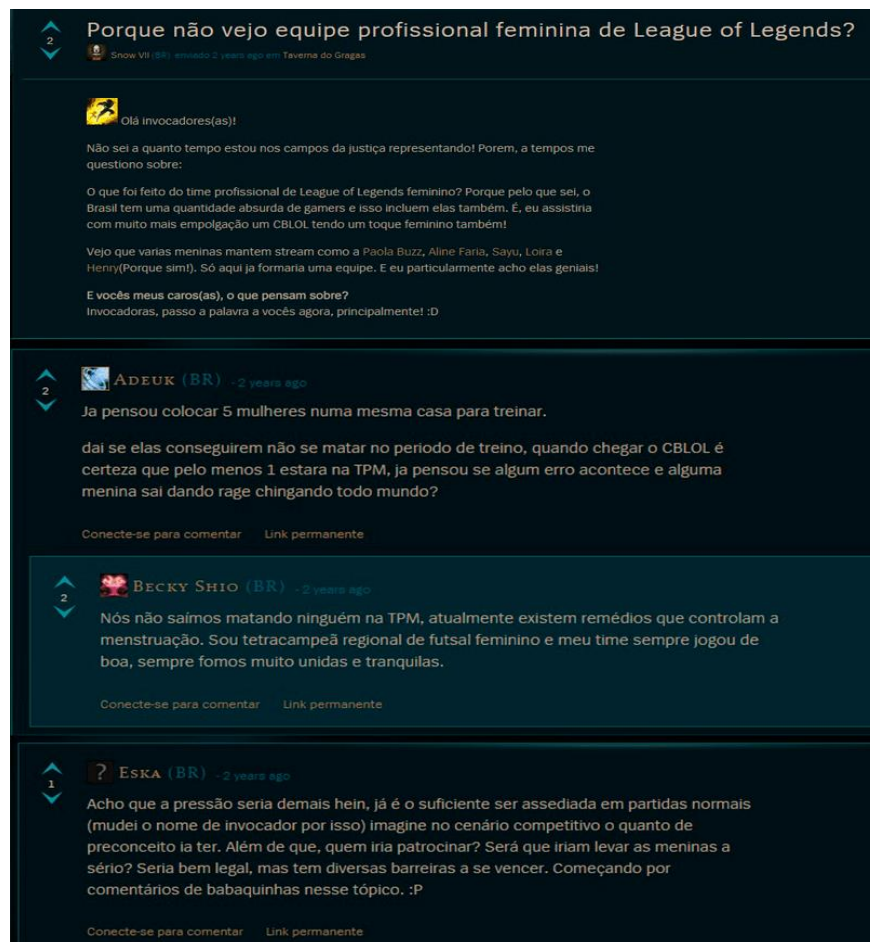 2
Porque não vejo equipe profissional feminina de League of Legends?
Snow VII (BR) enviado 2 years ago em Taverna do Gragas
Olá invocadores(as)!
Não sei a quanto tempo estou nos campos da justiça representando! Porem, a tempos me
questiono sobre:
O que foi feito do time profissional de League of Legends feminino? Porque pelo que sei, o
Brasil tem uma quantidade absurda de gamers e isso incluem elas também. É, eu assistiria
com muito mais empolgação um CBLOL tendo um toque feminino também!
Vejo que varias meninas mantem stream como a Paola Buzz, Aline Faria, Sayu, Loira e
Henry(Porque sim!). Só aqui ja formaria uma equipe. E eu particularmente acho elas geniais!
E vocês meus caros(as), o que pensam sobre?
Invocadoras, passo a palavra a vocês agora, principalmente! :D
2
ADEUK (BR) - 2 years ago
Ja pensou colocar 5 mulheres numa mesma casa para treinar.
dai se elas conseguirem não se matar no periodo de treino, quando chegar o CBLOL é
certeza que pelo menos 1 estara na TPM, ja pensou se algum erro acontece e alguma
menina sai dando rage chingando todo mundo?
Conecte-se para comentar Link permanente
2
BECKY SHIO (BR) - 2 years ago
Nós não saímos matando ninguém na TPM, atualmente existem remédios que controlam a
menstruação. Sou tetracampeã regional de futsal feminino e meu time sempre jogou de
boa, sempre fomos muito unidas e tranquilas.
Conecte-se para comentar Link permanente
1
? ESKA (BR) - 2 years ago
Acho que a pressão seria demais hein, já é o suficiente ser assediada em partidas normais
(mudei o nome de invocador por isso) imagine no cenário competitivo o quanto de
preconceito ia ter. Além de que, quem iria patrocinar? Será que iriam levar as meninas a
sério? Seria bem legal, mas tem diversas barreiras a se vencer. Começando por
comentários de babaquinhas nesse tópico. :P
Conecte-se para comentar Link permanente